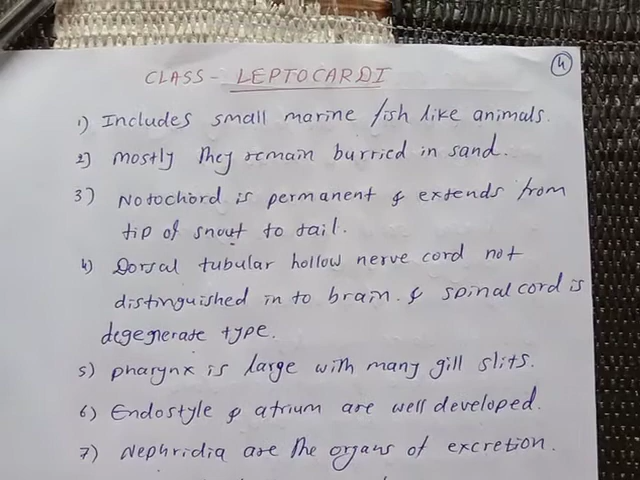 4
CLASS - LEPTOCARDI
1) Includes small marine fish like animals.
2) mostly they remain burried in sand.
3) Notochord is permanent & extends from
tip of snout to tail.
4) Dorsal tubular hollow nerve cord not
distinguished in to brain & spinal cord is
degenerate type.
5) pharynx is large with many gill slits.
6) Endostyle & atrium are well developed.
7) Nephridia are the organs of excretion.